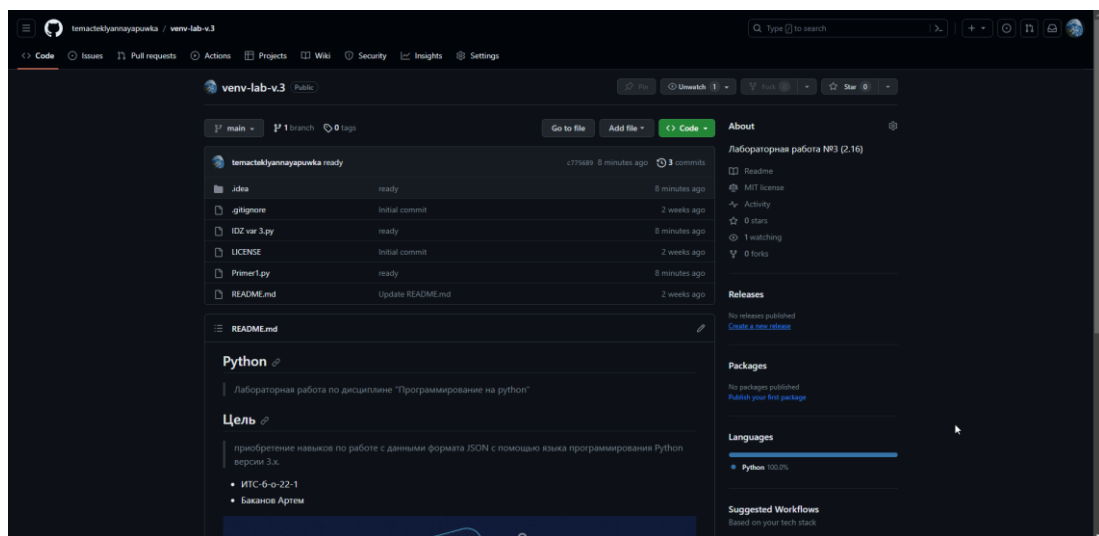 temacteklyannayapuwka / venv-lab-v.3
Type / to search
Code Issues Pull requests Actions Projects Wiki Security Insights Settings
venv-lab-v.3 Public
Pin Unwatch 1 Fork 0 Star 0
main 1 branch 0 tags
Go to file Add file Code
temacteklyannayapuwka ready c775689 8 minutes ago 3 commits
.idea ready 8 minutes ago
.gitignore Initial commit 2 weeks ago
IDZ var 3.py ready 8 minutes ago
LICENSE Initial commit 2 weeks ago
Primer1.py ready 8 minutes ago
README.md Update README.md 2 weeks ago
README.md
Python
Лабораторная работа по дисциплине "Программирование на python"
Цель
приобретение навыков по работе с данными формата JSON с помощью языка программирования Python
версии 3.x.
ИТС-б-о-22-1
Баканов Артем
About
Лабораторная работа №3 (2.16)
Readme
MIT license
Activity
0 stars
1 watching
0 forks
Releases
No releases published
Create a new release
Packages
No packages published
Publish your first package
Languages
Python 100.0%
Suggested Workflows
Based on your tech stack